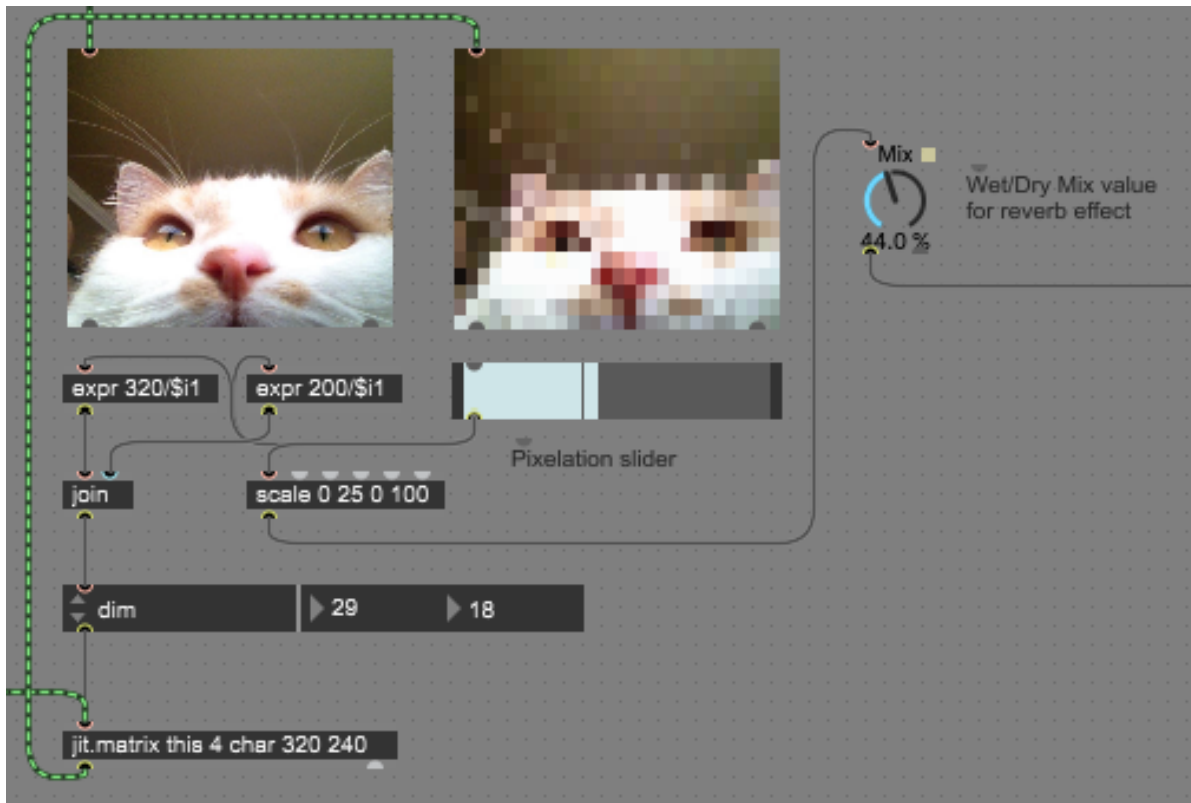 Mix
Wet/Dry Mix value
for reverb effect
44.0 %
expr 320/$i1
expr 200/$i1
Pixelation slider
join
scale 0 25 0 100
dim
29
18
jit.matrix this 4 char 320 240